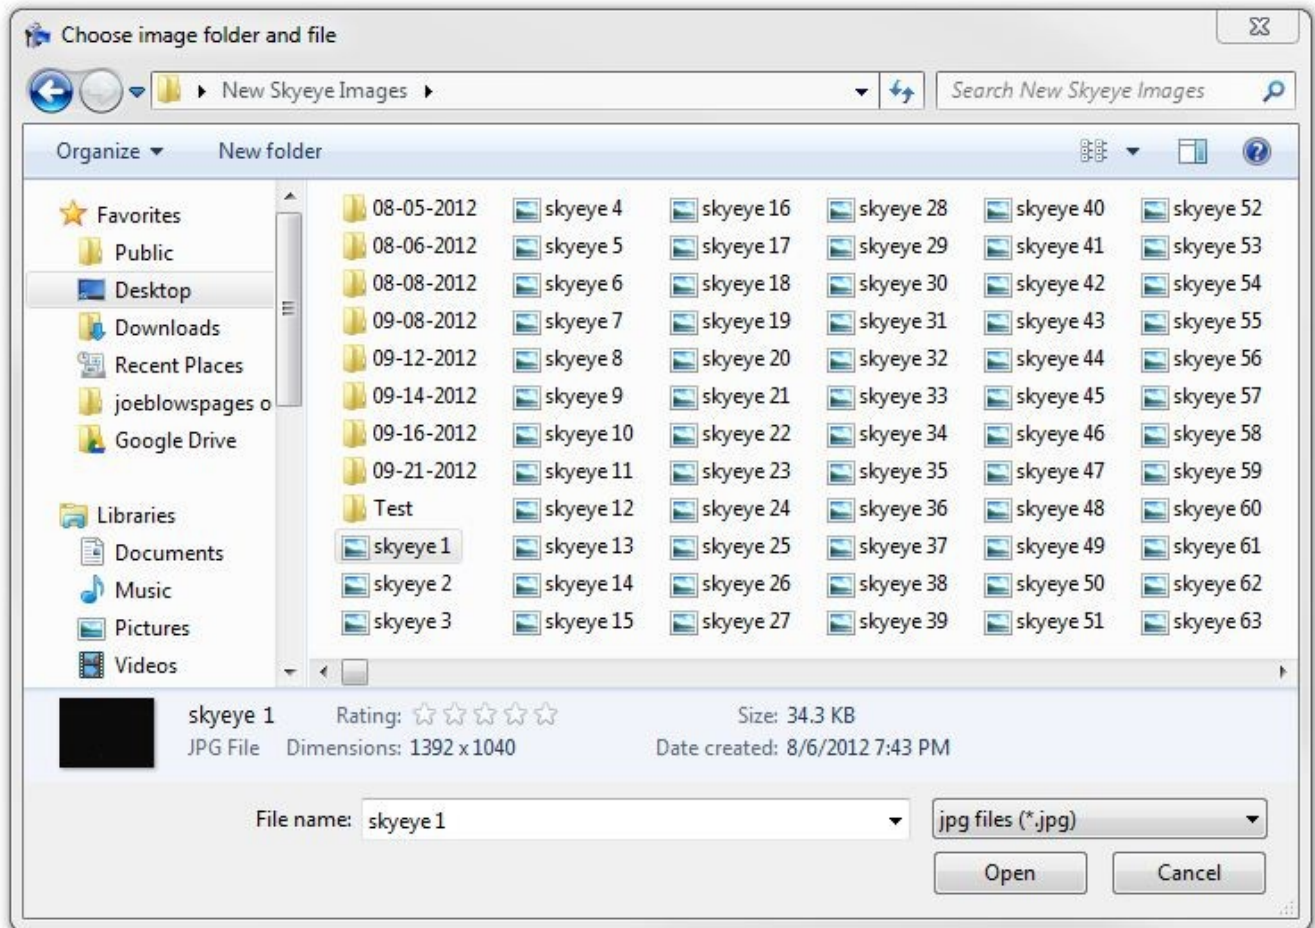 Choose image folder and file
New Skyeye Images
Search New Skyeye Images
Organize
New folder
Favorites
Public
Desktop
Downloads
Recent Places
joeblowspages o
Google Drive
Libraries
Documents
Music
Pictures
Videos
08-05-2012 skyeye 4 skyeye 16 skyeye 28 skyeye 40 skyeye 52
08-06-2012 skyeye 5 skyeye 17 skyeye 29 skyeye 41 skyeye 53
08-08-2012 skyeye 6 skyeye 18 skyeye 30 skyeye 42 skyeye 54
09-08-2012 skyeye 7 skyeye 19 skyeye 31 skyeye 43 skyeye 55
09-12-2012 skyeye 8 skyeye 20 skyeye 32 skyeye 44 skyeye 56
09-14-2012 skyeye 9 skyeye 21 skyeye 33 skyeye 45 skyeye 57
09-16-2012 skyeye 10 skyeye 22 skyeye 34 skyeye 46 skyeye 58
09-21-2012 skyeye 11 skyeye 23 skyeye 35 skyeye 47 skyeye 59
Test skyeye 12 skyeye 24 skyeye 36 skyeye 48 skyeye 60
skyeye 1 skyeye 13 skyeye 25 skyeye 37 skyeye 49 skyeye 61
skyeye 2 skyeye 14 skyeye 26 skyeye 38 skyeye 50 skyeye 62
skyeye 3 skyeye 15 skyeye 27 skyeye 39 skyeye 51 skyeye 63
skyeye 1 Rating: Size: 34.3 KB
JPG File Dimensions: 1392 x 1040 Date created: 8/6/2012 7:43 PM
File name: skyeye 1 jpg files (*.jpg)
Open Cancel